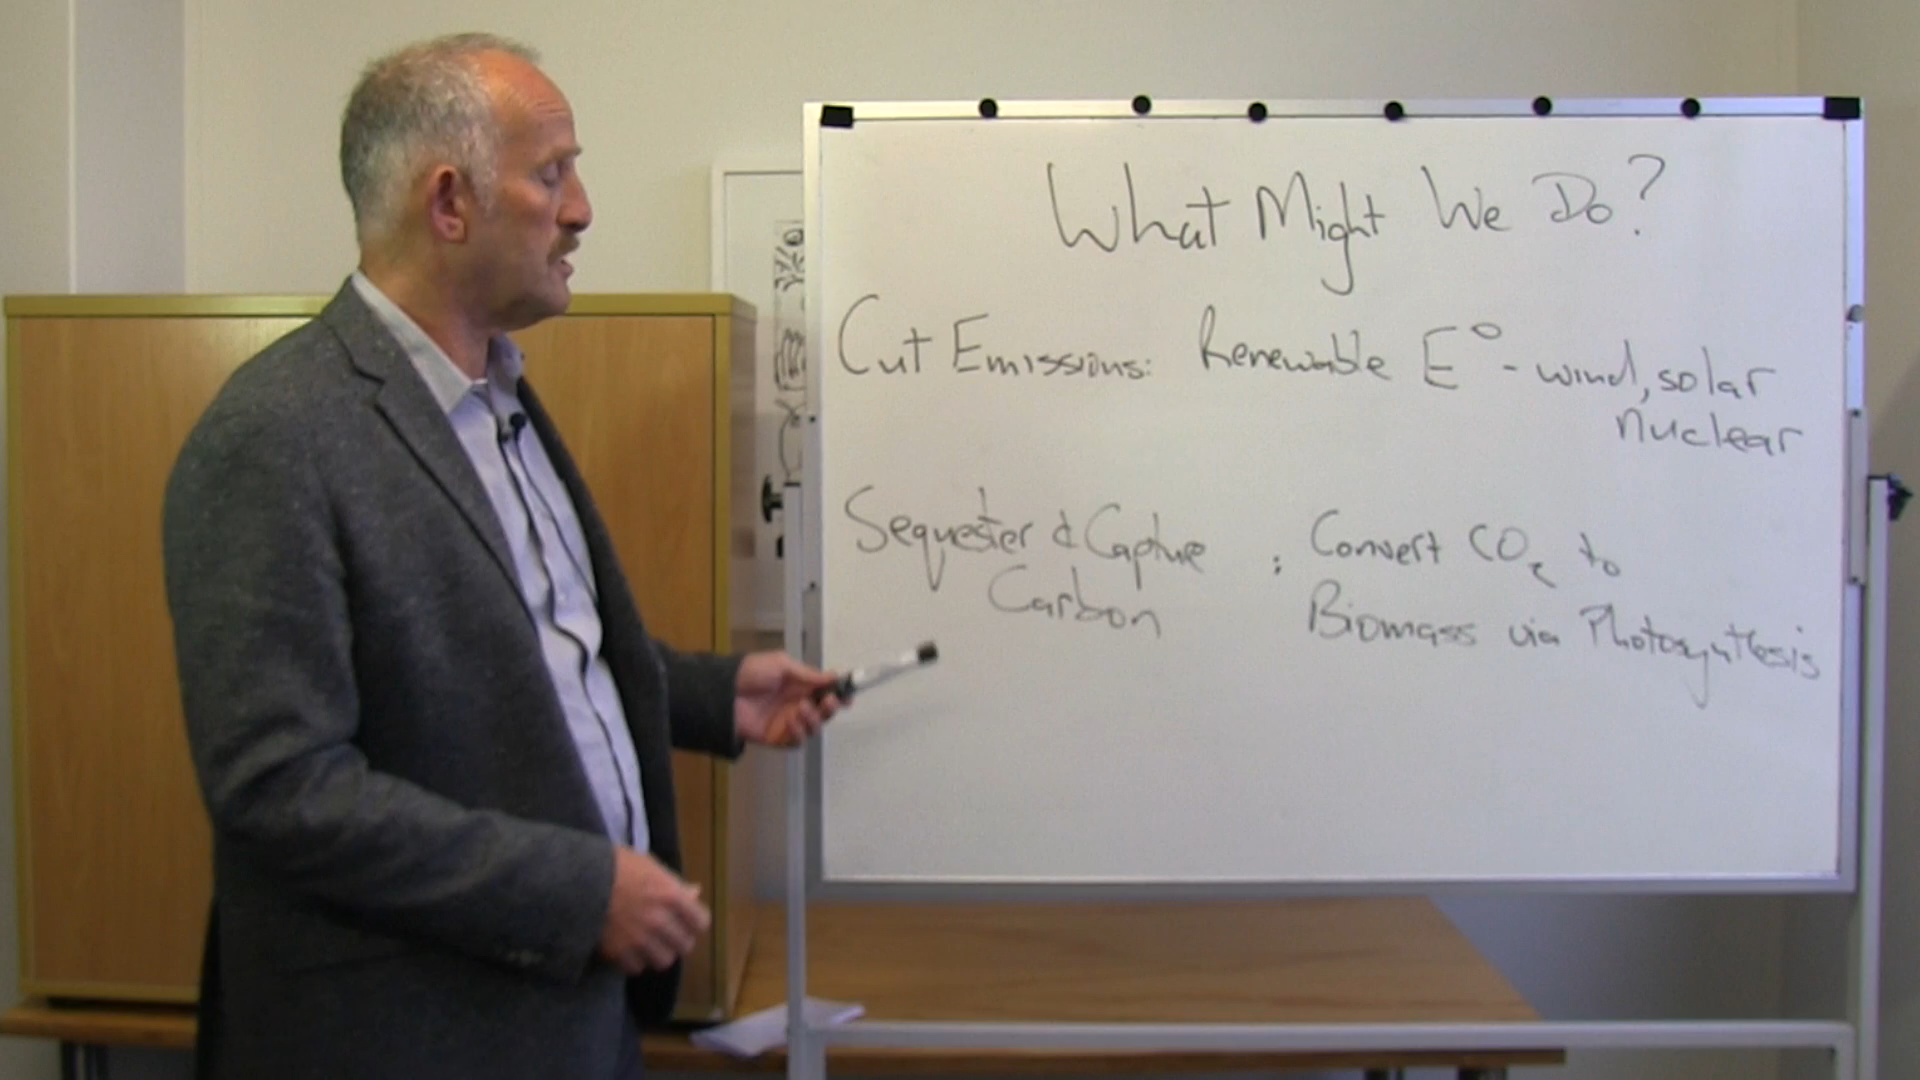 What Might We Do?
Cut Emissions: Renewable E° - wind, solar
nuclear
Sequester & Capture : Convert CO₂ to
Carbon Biomass via Photosynthesis